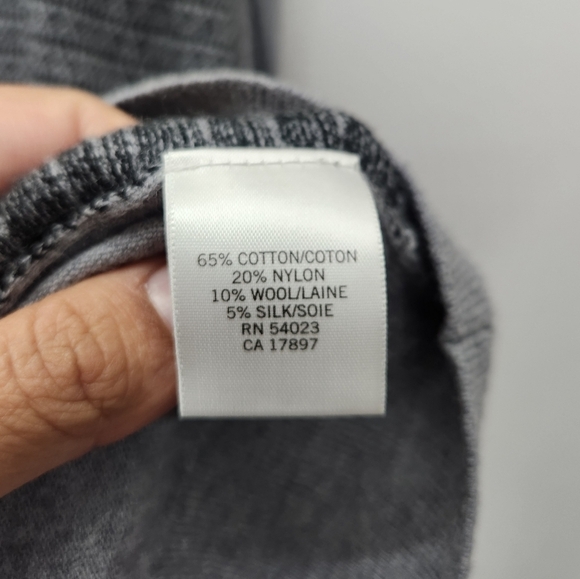 65% COTTON/COTON
20% NYLON
10% WOOL/LAINE
5% SILK/SOIE
RN 54023
CA 17897